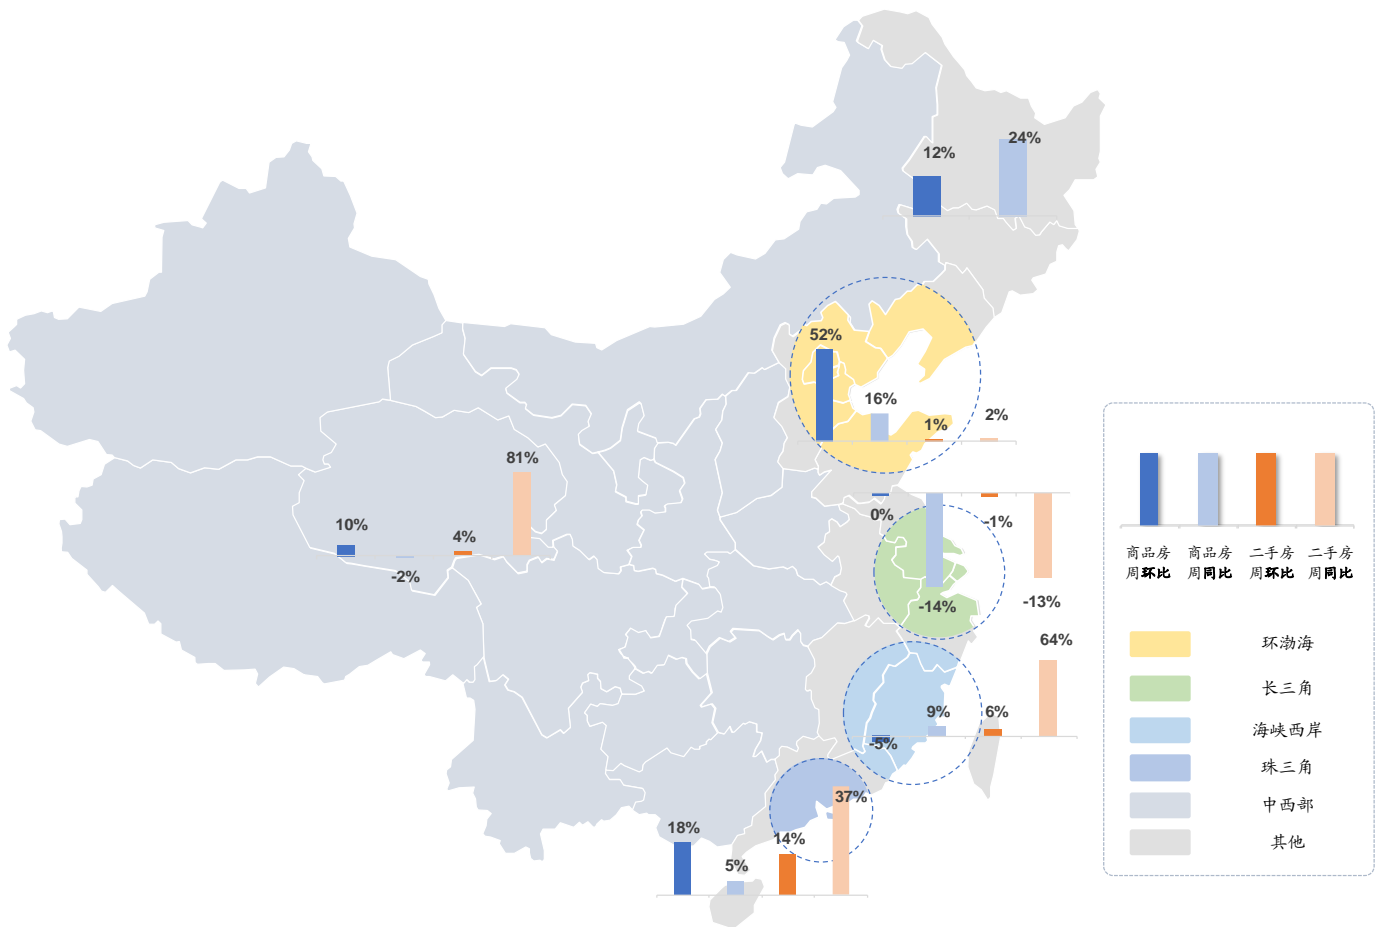 24%
12%
52%
16%
1%
2%
81%
10%
4%
-2%
0%
-1%
-14%
-13%
64%
9%
6%
-5%
37%
18%
14%
5%
商品房 商品房 二手房 二手房
周环比 周同比 周环比 周同比
环渤海
长三角
海峡西岸
珠三角
中西部
其他